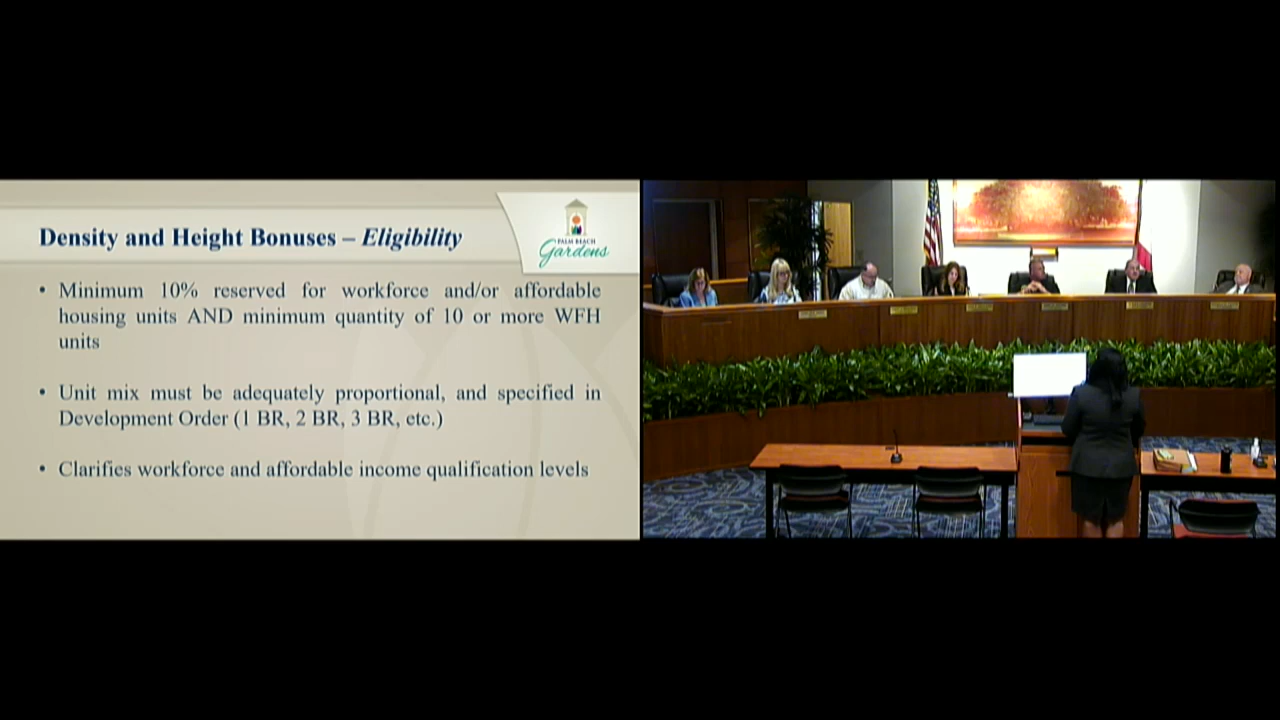 Density and Height Bonuses – Eligibility
PALM BEACH
Gardens
• Minimum 10% reserved for workforce and/or affordable
housing units AND minimum quantity of 10 or more WFH
units
• Unit mix must be adequately proportional, and specified in
Development Order (1 BR, 2 BR, 3 BR, etc.)
• Clarifies workforce and affordable income qualification levels